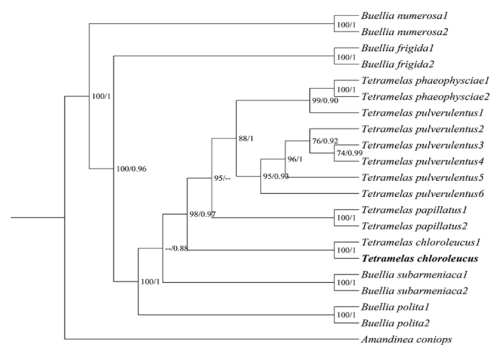 Buellia numerosa1
100/1
Buellia numerosa2
Buellia frigida1
100/1
Buellia frigida2
100/1
Tetramelas phaeophysciae1
100/1
Tetramelas phaeophysciae2
99/0.90
Tetramelas pulverulentus1
Tetramelas pulverulentus2
88/1
76/0.92
Tetramelas pulverulentus3
74/0.99
96/1
Tetramelas pulverulentus4
100/0.96
95/--
95/0.93
Tetramelas pulverulentus5
Tetramelas pulverulentus6
Tetramelas papillatus1
98/0.97
100/1
Tetramelas papillatus2
Tetramelas chloroleucus1
--/0.88
100/1
Tetramelas chloroleucus
Buellia subarmeniaca1
100/1
100/1
Buellia subarmeniaca2
Buellia polita1
100/1
Buellia polita2
Amandinea coniops